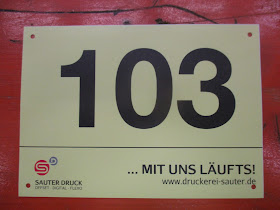 103
... MIT UNS LÄUFTS!
SAUTER DRUCK
www.druckerei-sauter.de
OFFSET · DIGITAL · FLEXO